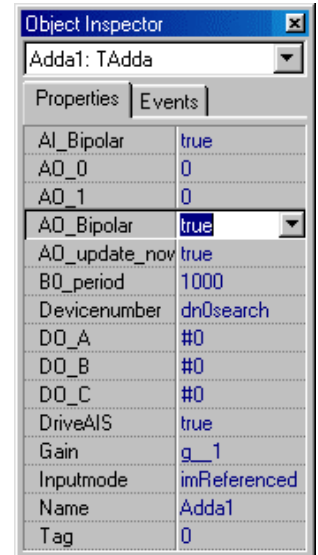 Object Inspector
Adda1: TAdda
Properties Events
AI_Bipolar true
AO_0 0
AO_1 0
AO_Bipolar true
AO_update_nov true
B0_period 1000
Devicenumber dn0search
DO_A #0
DO_B #0
DO_C #0
DriveAIS true
Gain g__1
Inputmode imReferenced
Name Adda1
Tag 0